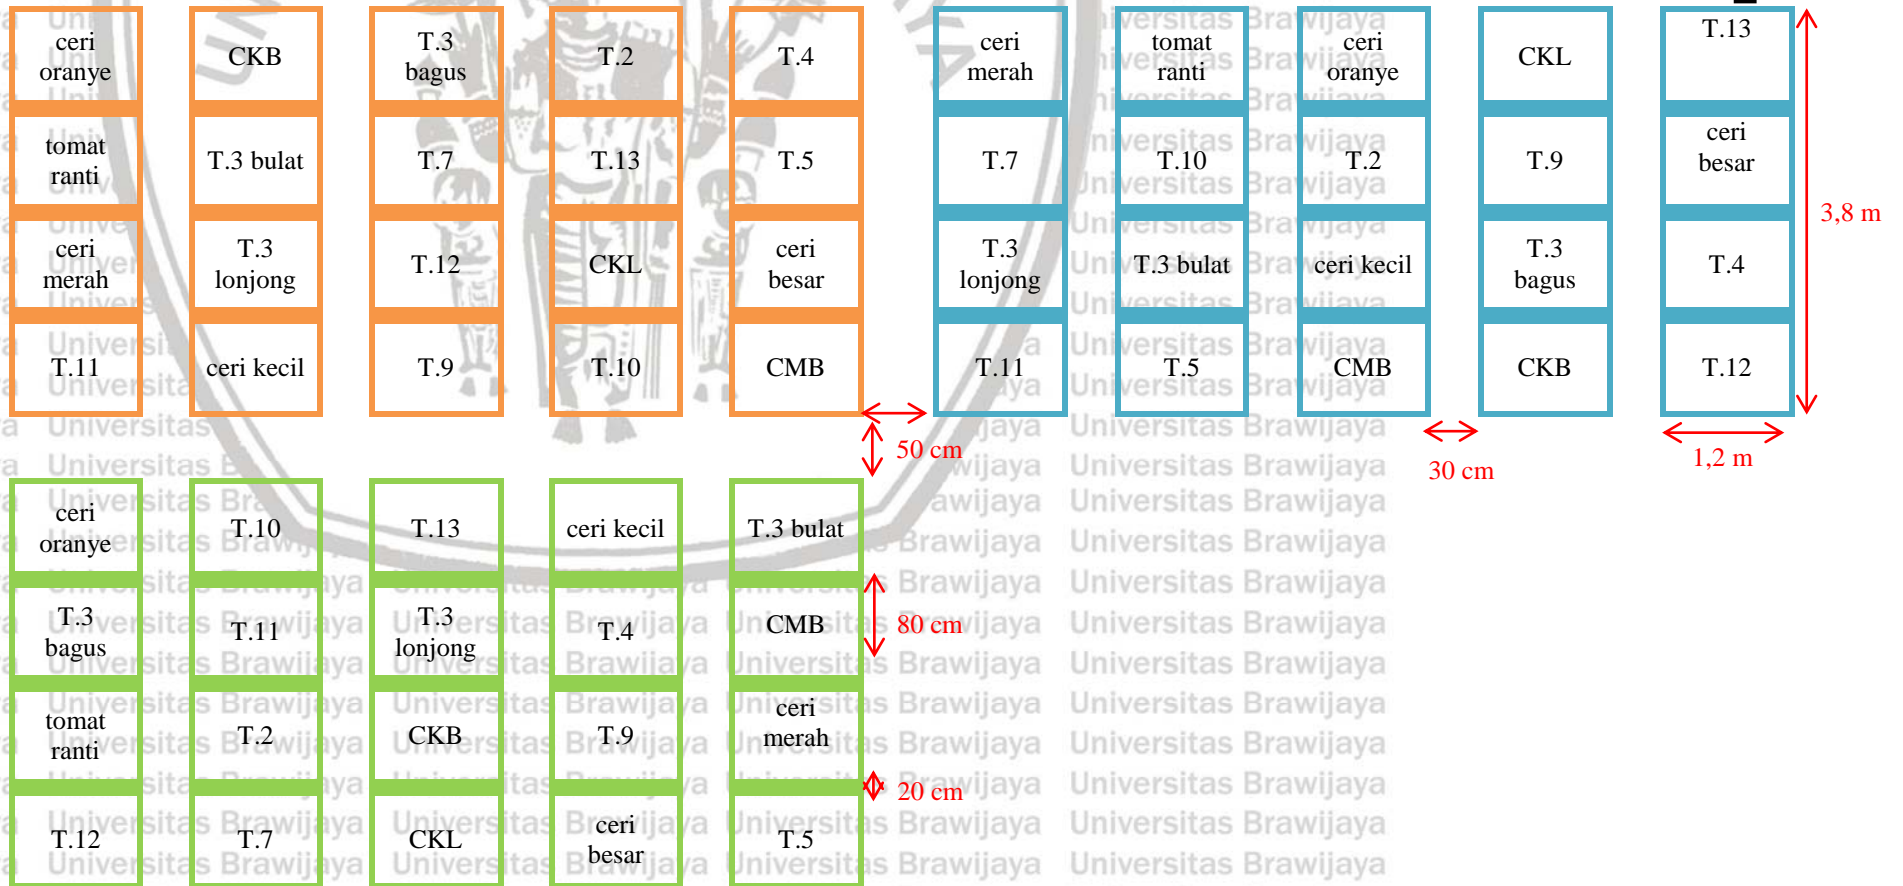 ceri
oranye
CKB
T.3
bagus
T.2
T.4
tomat
ranti
T.3 bulat
T.7
T.13
T.5
ceri
merah
T.3
lonjong
T.12
CKL
ceri
besar
T.11
ceri kecil
T.9
T.10
CMB
ceri
merah
tomat
ranti
ceri
oranye
CKL
T.13
T.7
T.10
T.2
T.9
ceri
besar
T.3
lonjong
T.3 bulat
ceri kecil
T.3
bagus
T.4
T.11
T.5
CMB
CKB
T.12
3,8 m
50 cm
30 cm
1,2 m
ceri
oranye
T.10
T.13
ceri kecil
T.3 bulat
T.3
bagus
T.11
T.3
lonjong
T.4
CMB
80 cm
tomat
ranti
T.2
CKB
T.9
ceri
merah
20 cm
T.12
T.7
CKL
ceri
besar
T.5
Universitas Brawijaya